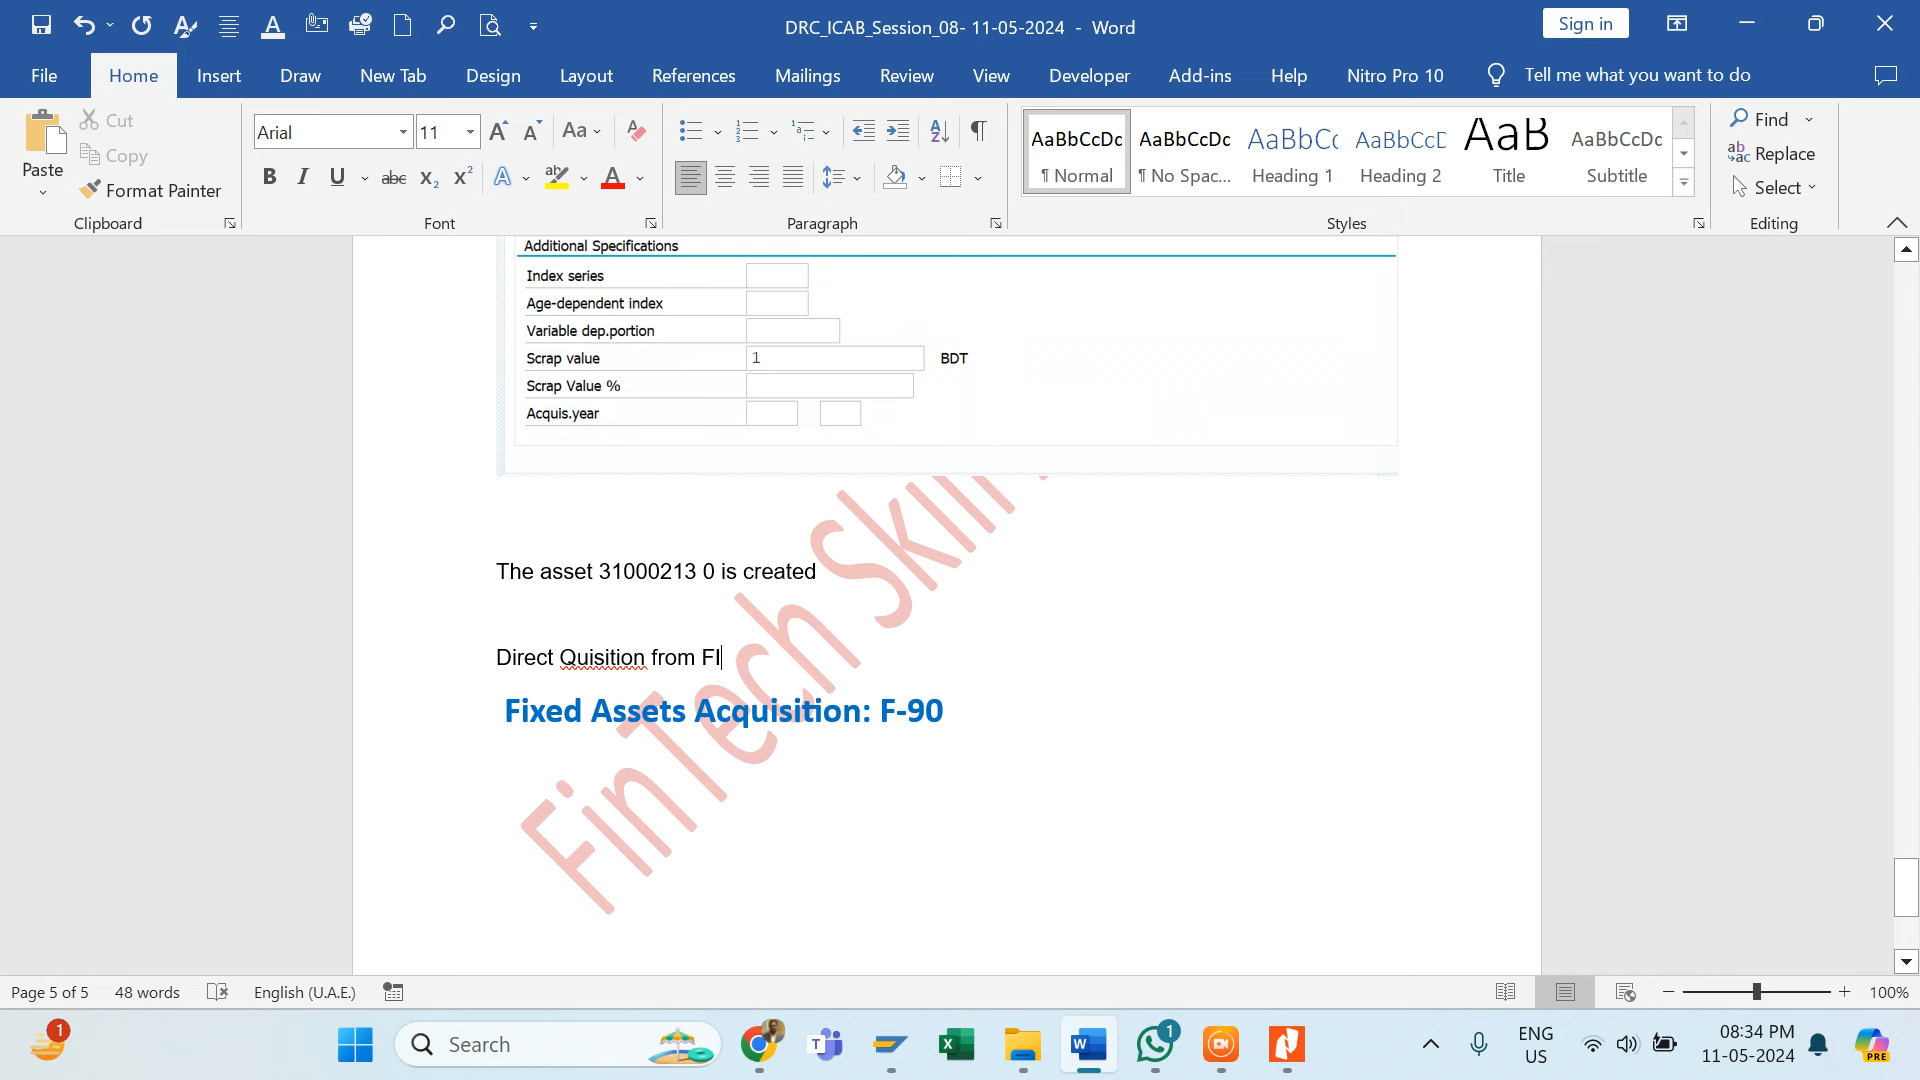 DRC_ICAB_Session_08- 11-05-2024 - Word
Sign in
File Home Insert Draw New Tab Design Layout References Mailings Review View Developer Add-ins Help Nitro Pro 10 Tell me what you want to do
Paste
Cut
Copy
Format Painter
Clipboard
Arial 11
Font
Paragraph
AaBbCcDc AaBbCcDc AaBbCc AaBbCcD AaB AaBbCcDc
¶ Normal ¶ No Spac... Heading 1 Heading 2 Title Subtitle
Styles
Find
Replace
Select
Editing
Additional Specifications
Index series
Age-dependent index
Variable dep.portion
Scrap value 1 BDT
Scrap Value %
Acquis.year
The asset 31000213 0 is created
Direct Quisition from FI
Fixed Assets Acquisition: F-90
FinTech Skill
Page 5 of 5 48 words English (U.A.E.) 100%
1
Search
1
ENG
US
08:34 PM
11-05-2024
PRE